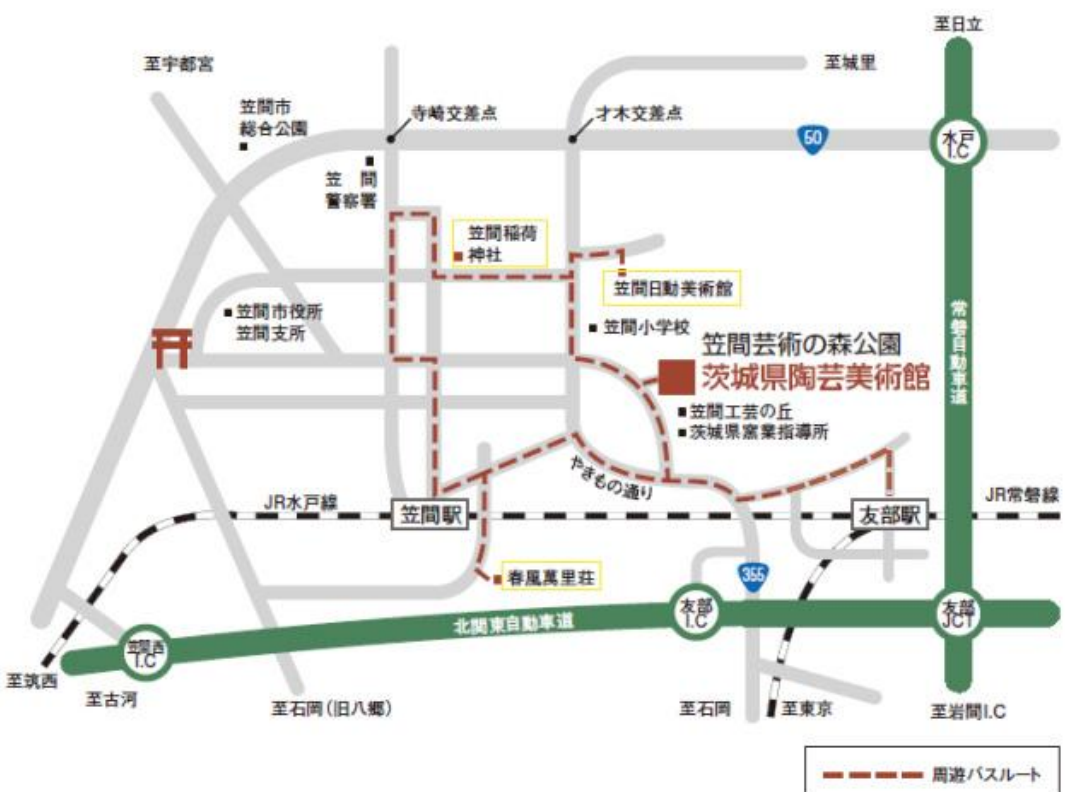 至日立
至宇都宮
至城里
笠間市
総合公園
寺崎交差点
才木交差点
50
水戸
I.C
笠 間
警察署
笠間稲荷
神社
笠間日動美術館
笠間市役所
笠間支所
笠間小学校
笠間芸術の森公園
茨城県陶芸美術館
常磐自動車道
笠間工芸の丘
茨城県窯業指導所
やきもの通り
JR水戸線
笠間駅
友部駅
JR常磐線
春風萬里荘
355
北関東自動車道
友部
I.C
友部
JCT
笠間西
I.C
至筑西
至古河
至石岡(旧八郷)
至石岡
至東京
至岩間I.C
周遊バスルート